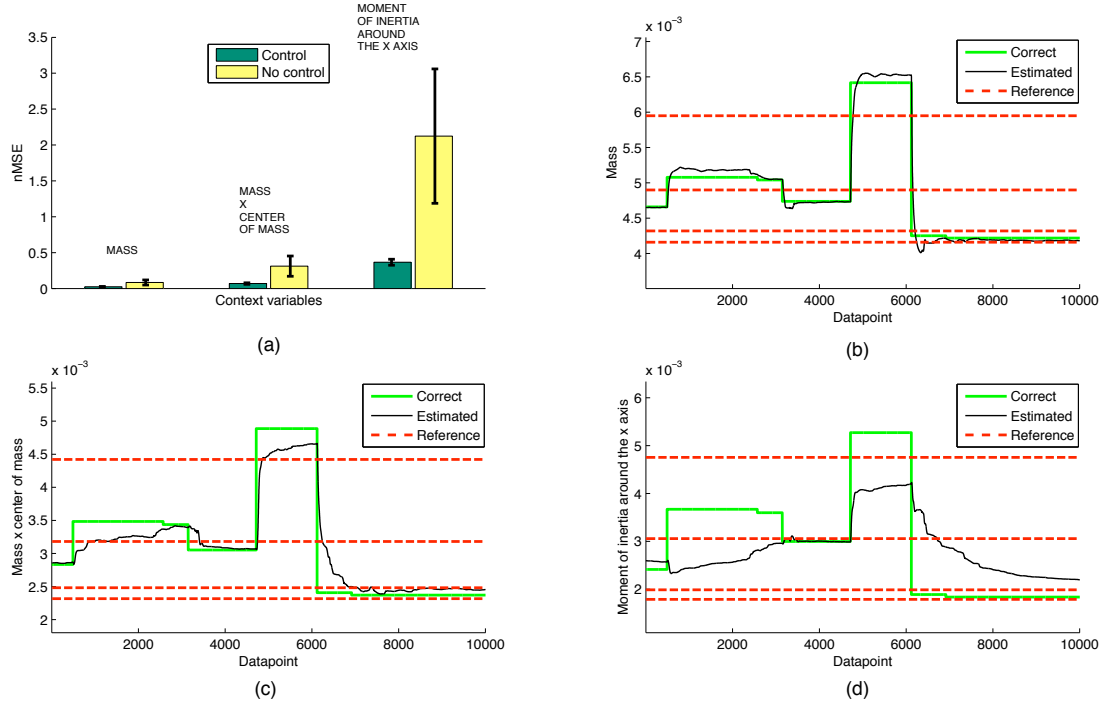 MOMENT
OF INERTIA
AROUND
THE X AXIS
3.5
3
2.5
2
1.5
1
0.5
0
nMSE
Control
No control
MASS
MASS
X
CENTER
OF MASS
Context variables
(a)
x 10⁻³
7
6.5
6
5.5
5
4.5
4
Mass
Correct
Estimated
Reference
2000 4000 6000 8000 10000
Datapoint
(b)
x 10⁻³
5.5
5
4.5
4
3.5
3
2.5
2
Mass x center of mass
Correct
Estimated
Reference
2000 4000 6000 8000 10000
Datapoint
(c)
x 10⁻³
6
5
4
3
2
Moment of inertia around the x axis
Correct
Estimated
Reference
2000 4000 6000 8000 10000
Datapoint
(d)